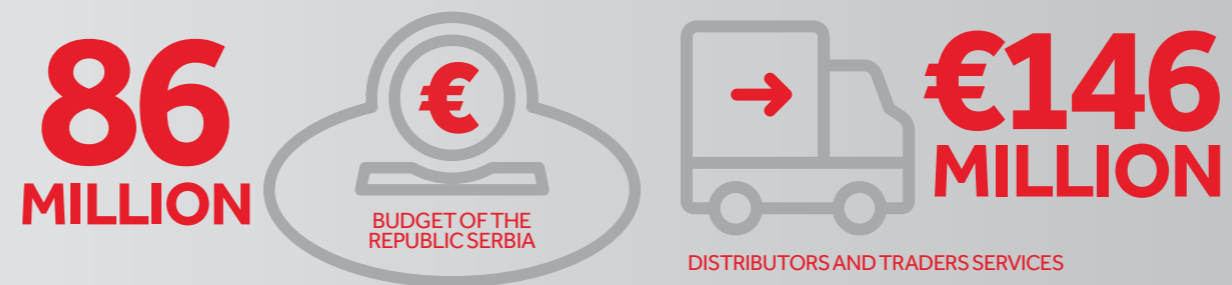 86
MILLION
€
BUDGET OF THE
REPUBLIC SERBIA
€146
MILLION
DISTRIBUTORS AND TRADERS SERVICES